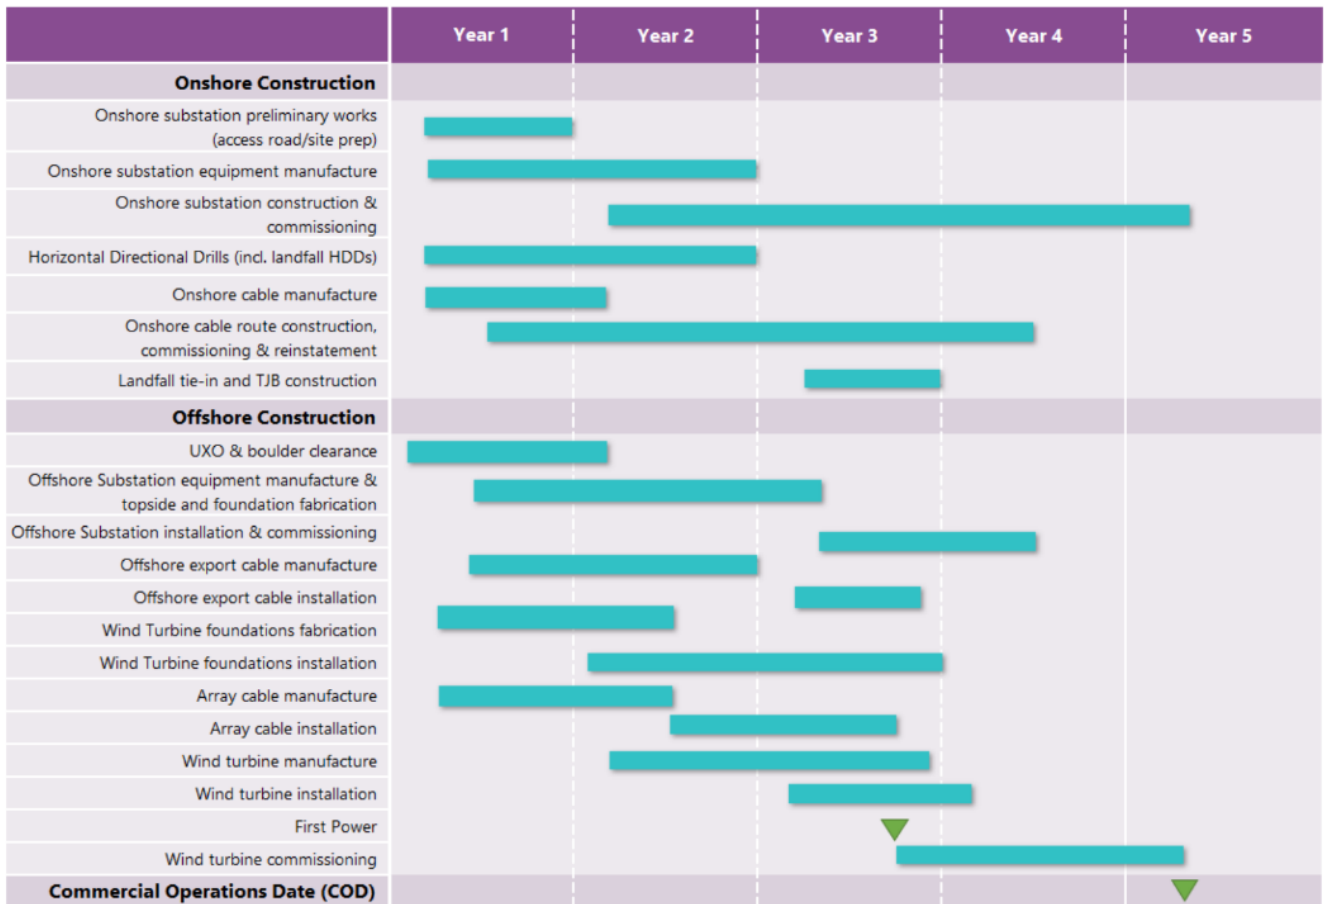 Year 1 Year 2 Year 3 Year 4 Year 5
Onshore Construction
Onshore substation preliminary works
(access road/site prep)
Onshore substation equipment manufacture
Onshore substation construction &
commissioning
Horizontal Directional Drills (incl. landfall HDDs)
Onshore cable manufacture
Onshore cable route construction,
commissioning & reinstatement
Landfall tie-in and TJB construction
Offshore Construction
UXO & boulder clearance
Offshore Substation equipment manufacture &
topside and foundation fabrication
Offshore Substation installation & commissioning
Offshore export cable manufacture
Offshore export cable installation
Wind Turbine foundations fabrication
Wind Turbine foundations installation
Array cable manufacture
Array cable installation
Wind turbine manufacture
Wind turbine installation
First Power
Wind turbine commissioning
Commercial Operations Date (COD)